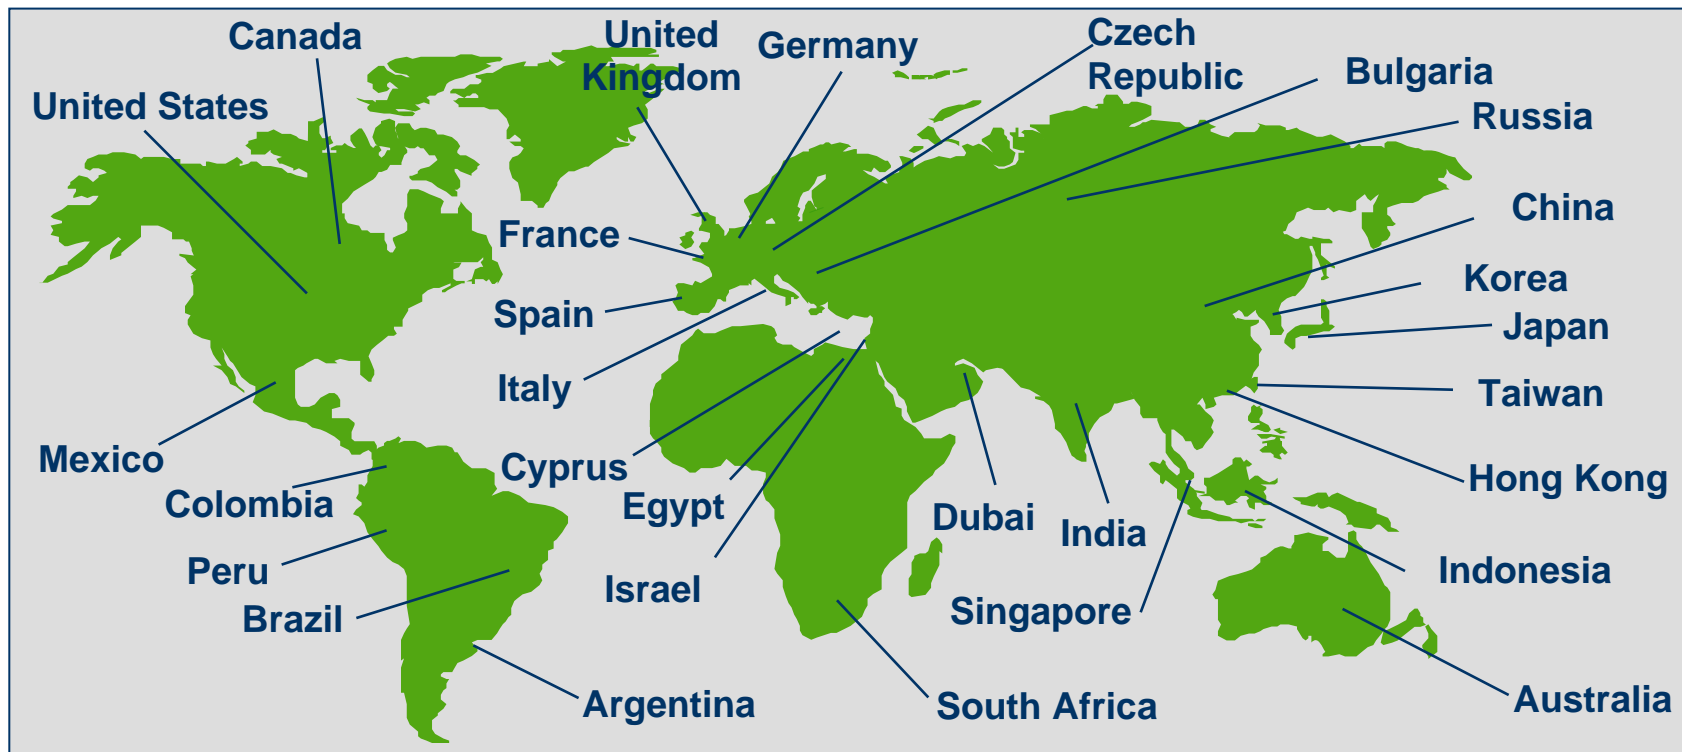 Canada
United
Kingdom
Germany
Czech
Republic
Bulgaria
United States
Russia
China
France
Korea
Spain
Japan
Italy
Taiwan
Mexico
Cyprus
Hong Kong
Colombia
Egypt
Dubai
India
Peru
Israel
Indonesia
Brazil
Singapore
Argentina
South Africa
Australia